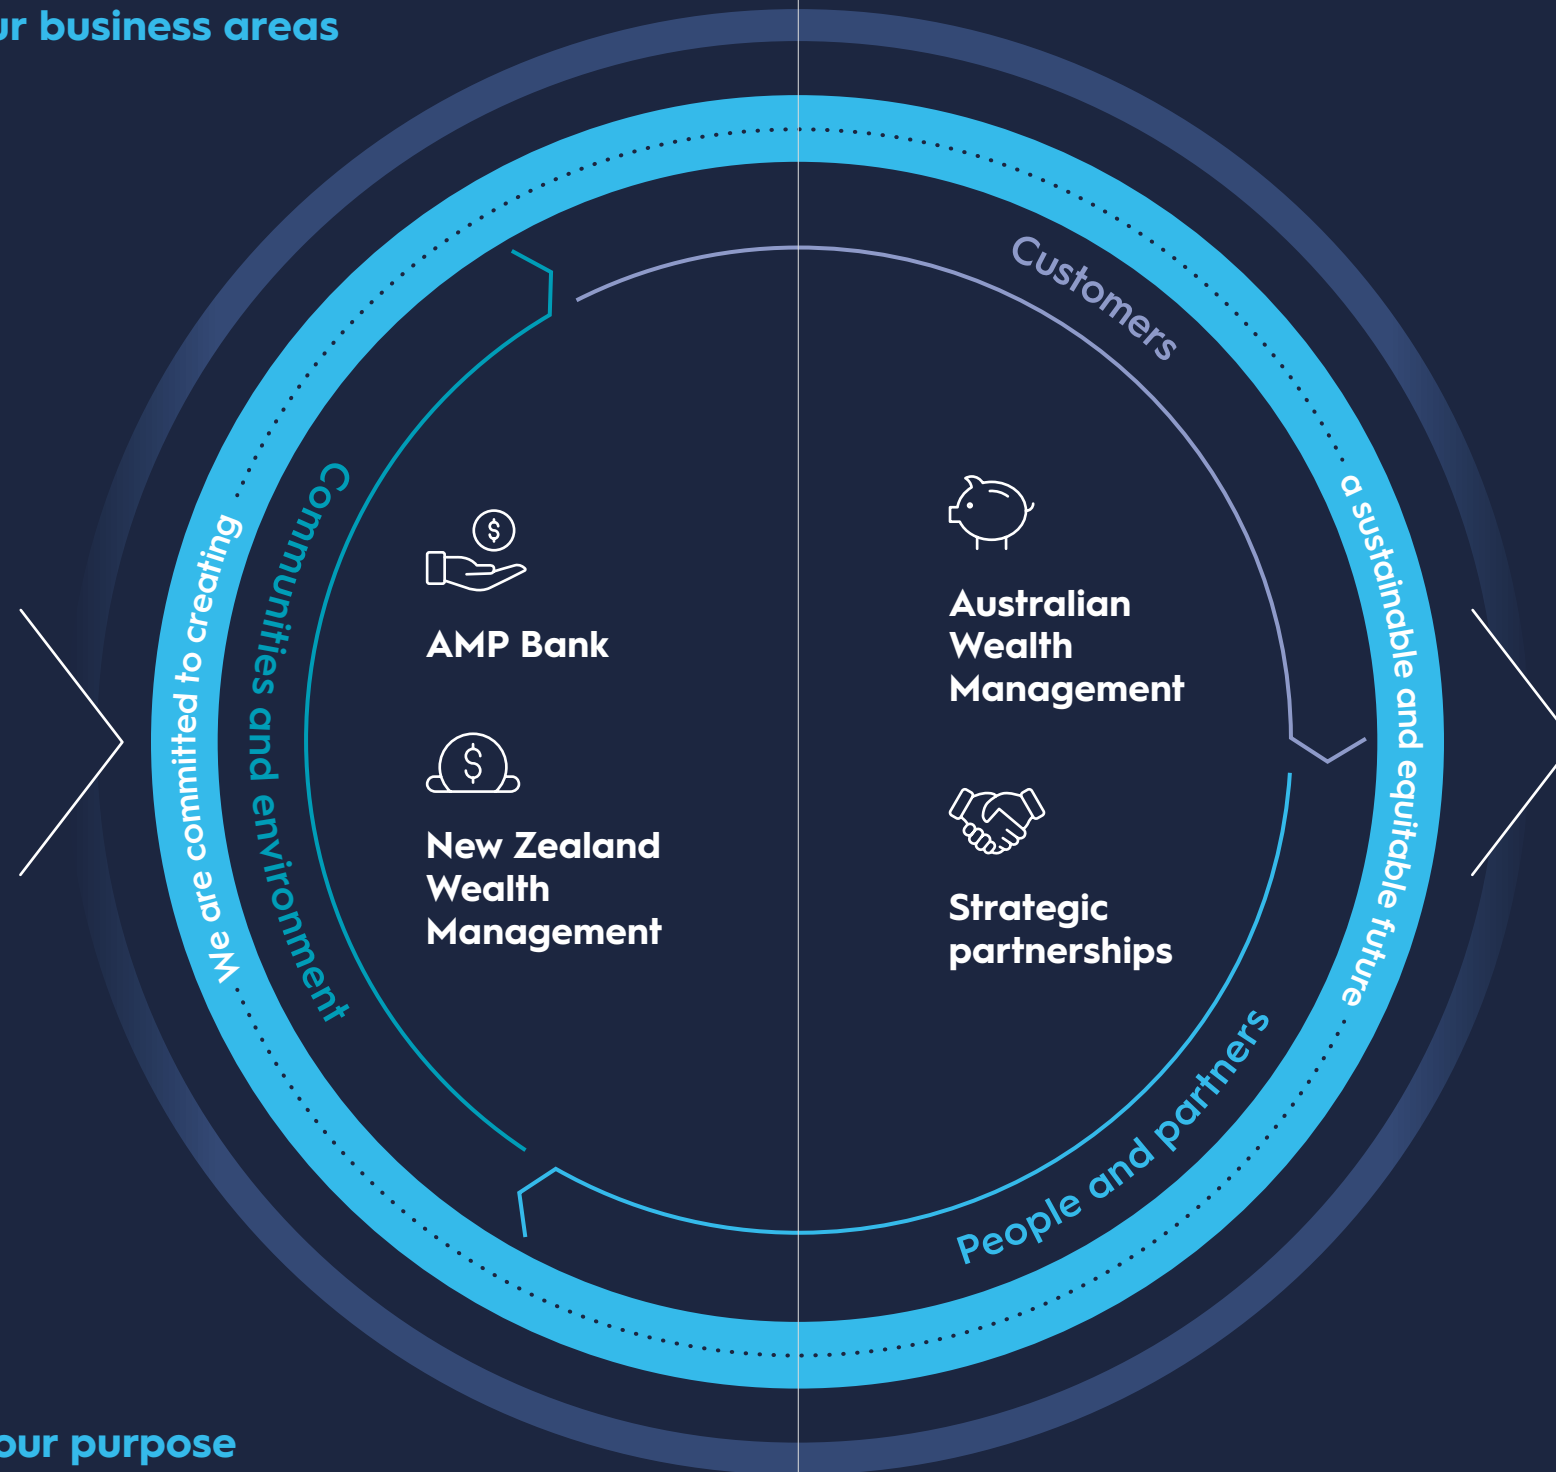 ur business areas
Customers
We are committed to creating
a sustainable and equitable future
Communities and environment
AMP Bank
New Zealand
Wealth
Management
Australian
Wealth
Management
Strategic
partnerships
People and partners
our purpose